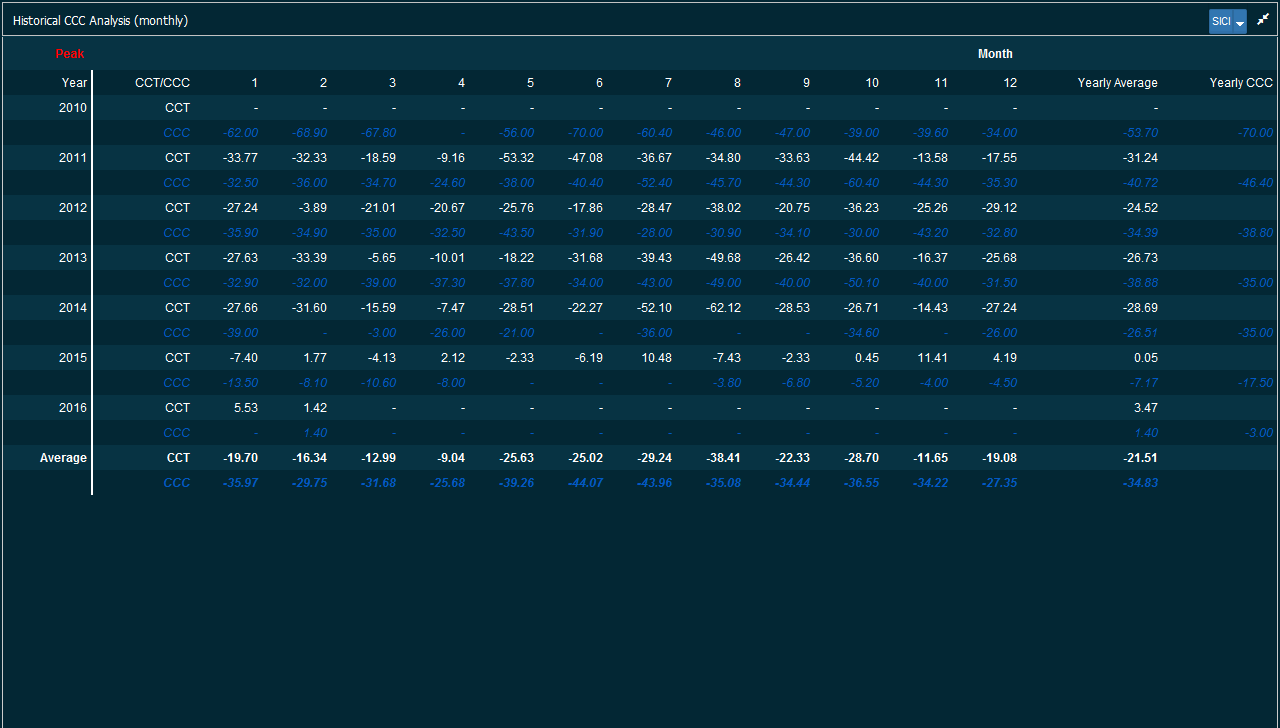 Historical CCC Analysis (monthly) SICI
Peak Month
Year CCT/CCC 1 2 3 4 5 6 7 8 9 10 11 12 Yearly Average Yearly CCC
2010 CCT - - - - - - - - - - - - -
CCC -62.00 -68.90 -67.80 - -56.00 -70.00 -60.40 -46.00 -47.00 -39.00 -39.60 -34.00 -53.70 -70.00
2011 CCT -33.77 -32.33 -18.59 -9.16 -53.32 -47.08 -36.67 -34.80 -33.63 -44.42 -13.58 -17.55 -31.24
CCC -32.50 -36.00 -34.70 -24.60 -38.00 -40.40 -52.40 -45.70 -44.30 -60.40 -44.30 -35.30 -40.72 -46.40
2012 CCT -27.24 -3.89 -21.01 -20.67 -25.76 -17.86 -28.47 -38.02 -20.75 -36.23 -25.26 -29.12 -24.52
CCC -35.90 -34.90 -35.00 -32.50 -43.50 -31.90 -28.00 -30.90 -34.10 -30.00 -43.20 -32.80 -34.39 -38.80
2013 CCT -27.63 -33.39 -5.65 -10.01 -18.22 -31.68 -39.43 -49.68 -26.42 -36.60 -16.37 -25.68 -26.73
CCC -32.90 -32.00 -39.00 -37.30 -37.80 -34.00 -43.00 -49.00 -40.00 -50.10 -40.00 -31.50 -38.88 -35.00
2014 CCT -27.66 -31.60 -15.59 -7.47 -28.51 -22.27 -52.10 -62.12 -28.53 -26.71 -14.43 -27.24 -28.69
CCC -39.00 - -3.00 -26.00 -21.00 - -36.00 - - -34.60 - -26.00 -26.51 -35.00
2015 CCT -7.40 1.77 -4.13 2.12 -2.33 -6.19 10.48 -7.43 -2.33 0.45 11.41 4.19 0.05
CCC -13.50 -8.10 -10.60 -8.00 - - - -3.80 -6.80 -5.20 -4.00 -4.50 -7.17 -17.50
2016 CCT 5.53 1.42 - - - - - - - - - - 3.47
CCC - 1.40 - - - - - - - - - - 1.40 -3.00
Average CCT -19.70 -16.34 -12.99 -9.04 -25.63 -25.02 -29.24 -38.41 -22.33 -28.70 -11.65 -19.08 -21.51
CCC -35.97 -29.75 -31.68 -25.68 -39.26 -44.07 -43.96 -35.08 -34.44 -36.55 -34.22 -27.35 -34.83